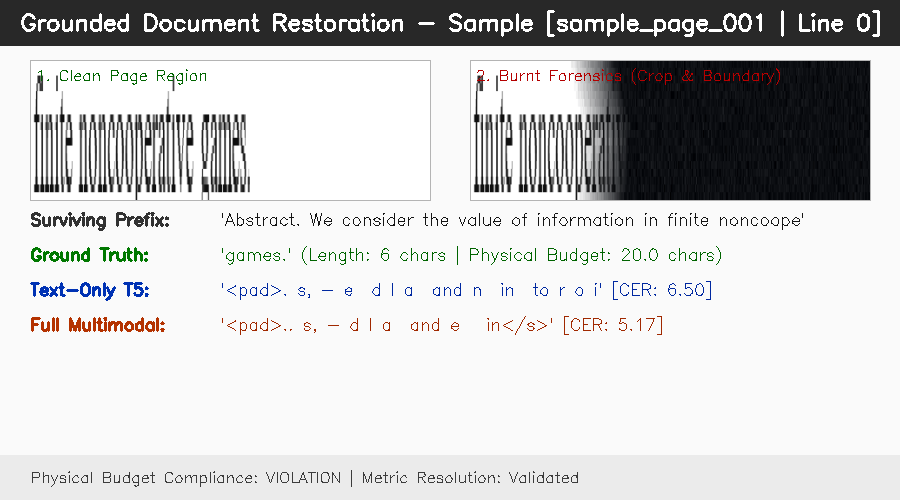 Grounded Document Restoration – Sample [sample_page_001 | Line 0]
1. Clean Page Region
finite noncooperative games.
2. Burnt Forensics (Crop & Boundary)
finite noncooperati
Surviving Prefix: 'Abstract. We consider the value of information in finite noncoope'
Ground Truth: 'games.' (Length: 6 chars | Physical Budget: 20.0 chars)
Text-Only T5: '<pad>. s, – e d l a and n in to r o i' [CER: 6.50]
Full Multimodal: '<pad>.. s, – d l a and e in</s>' [CER: 5.17]
Physical Budget Compliance: VIOLATION | Metric Resolution: Validated